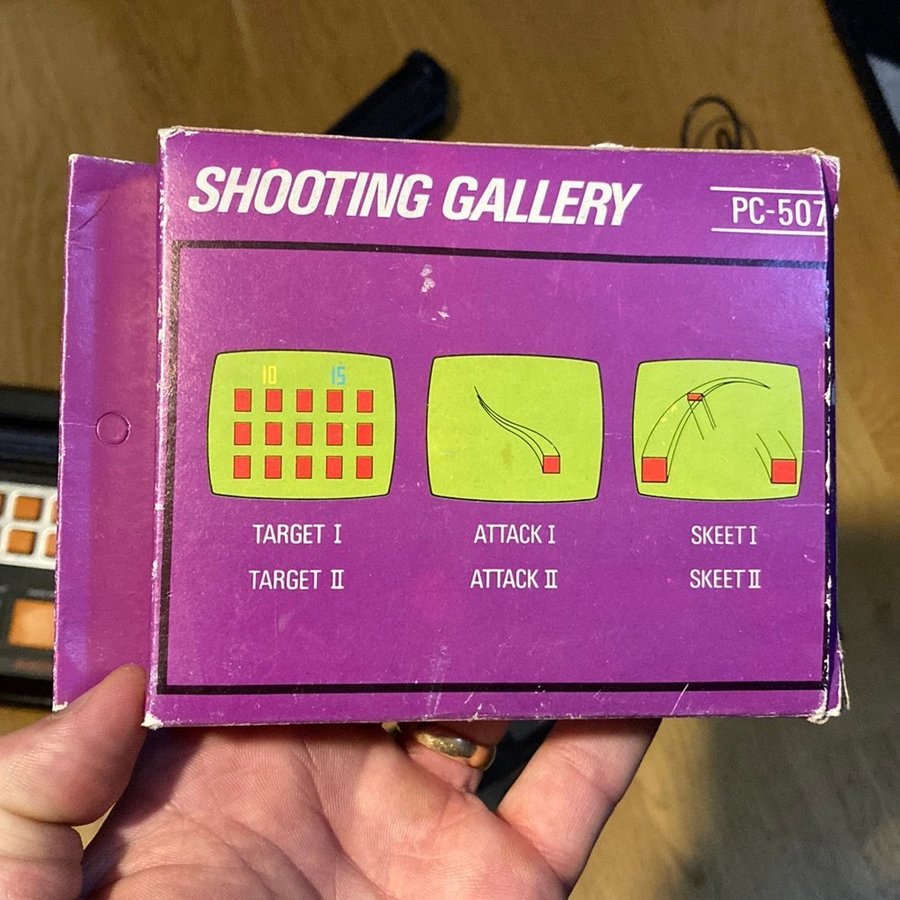 SHOOTING GALLERY
PC-507
10 15
TARGET I
TARGET II
ATTACK I
ATTACK II
SKEET I
SKEET II